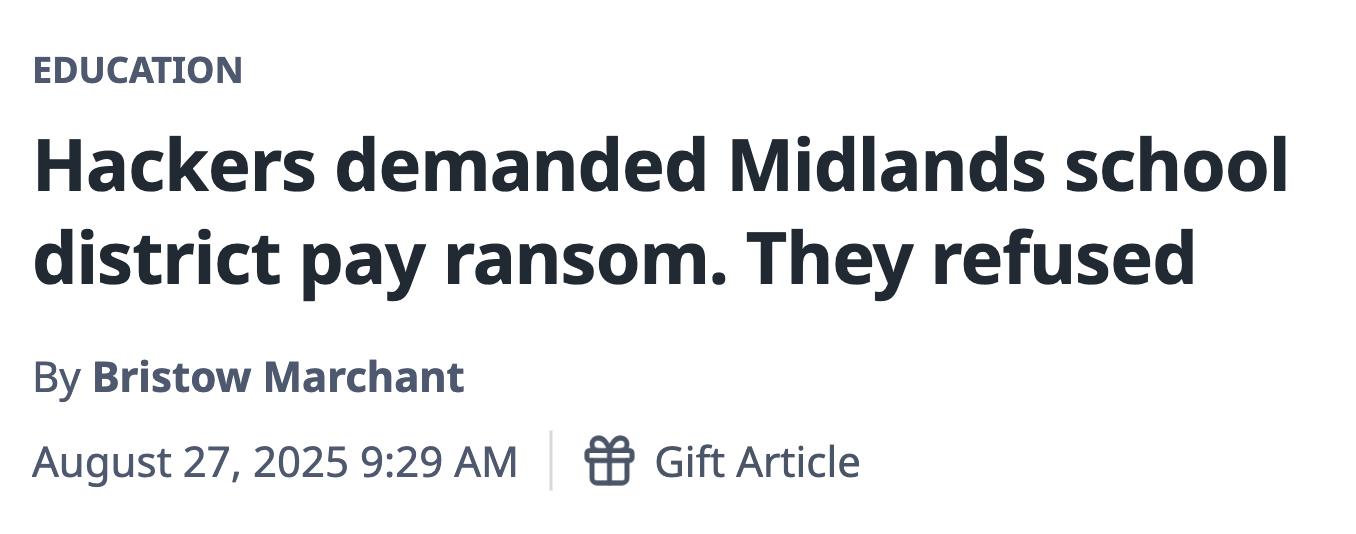 EDUCATION
Hackers demanded Midlands school
district pay ransom. They refused
By Bristow Marchant
August 27, 2025 9:29 AM
Gift Article